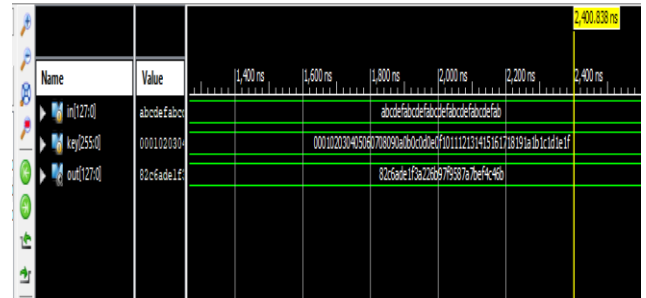 2,400.838 ns
Name Value 1,400 ns 1,600 ns 1,800 ns 2,000 ns 2,200 ns 2,400 ns
in[127:0] abcdefabcc abcdefabcdefabcdefabcdefabcdefab
key[255:0] 0001020304 000102030405060708090a0b0c0d0e0f101112131415161718191a1b1c1d1e1f
out[127:0] 82c6ade1f3 82c6ade1f3a226b97f9587a7bef4c46b